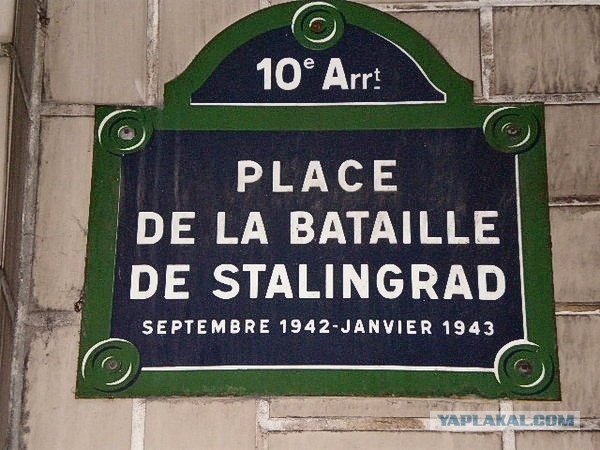 10e Arrt
PLACE
DE LA BATAILLE
DE STALINGRAD
SEPTEMBRE 1942-JANVIER 1943
YAPLAKAL.COM